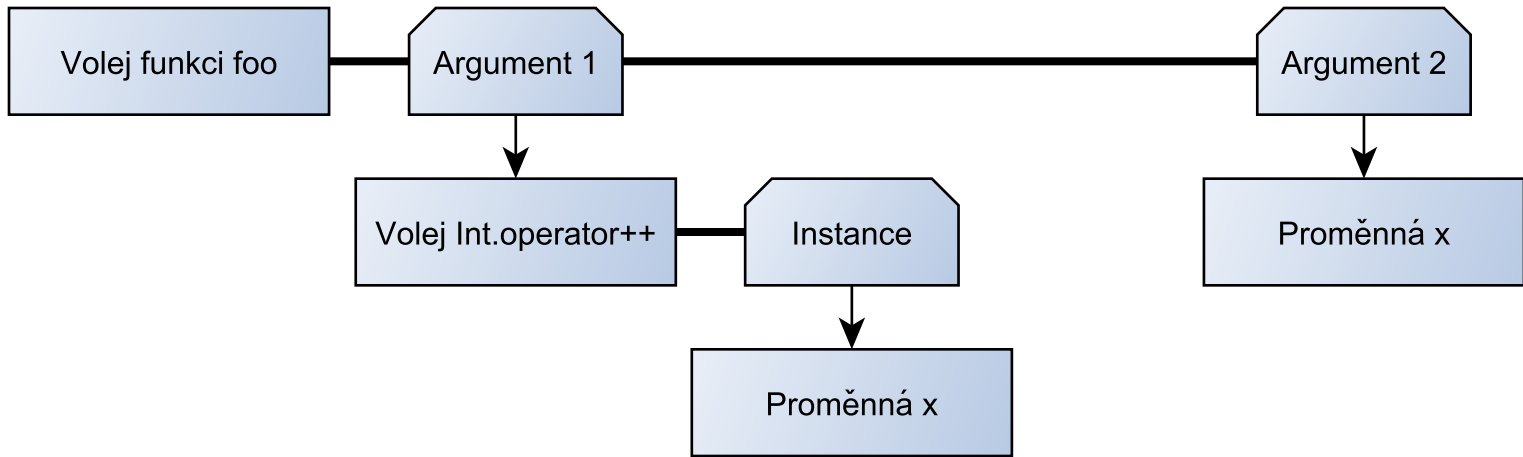 Volej funkci foo
Argument 1
Argument 2
Volej Int.operator++
Instance
Proměnná x
Proměnná x